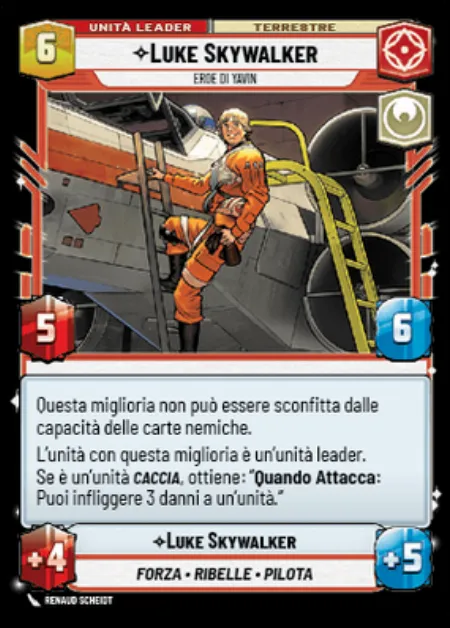 UNITÀ LEADER
TERRESTRE
6
Luke Skywalker
EROE DI YAVIN
5
6
Questa miglioria non può essere sconfitta dalle
capacità delle carte nemiche.
L'unità con questa miglioria è un'unità leader.
Se è un'unità CACCIA, ottiene: "Quando Attacca:
Puoi infliggere 3 danni a un'unità."
+4
Luke Skywalker
+5
FORZA • RIBELLE • PILOTA
RENAUD SCHEIDT